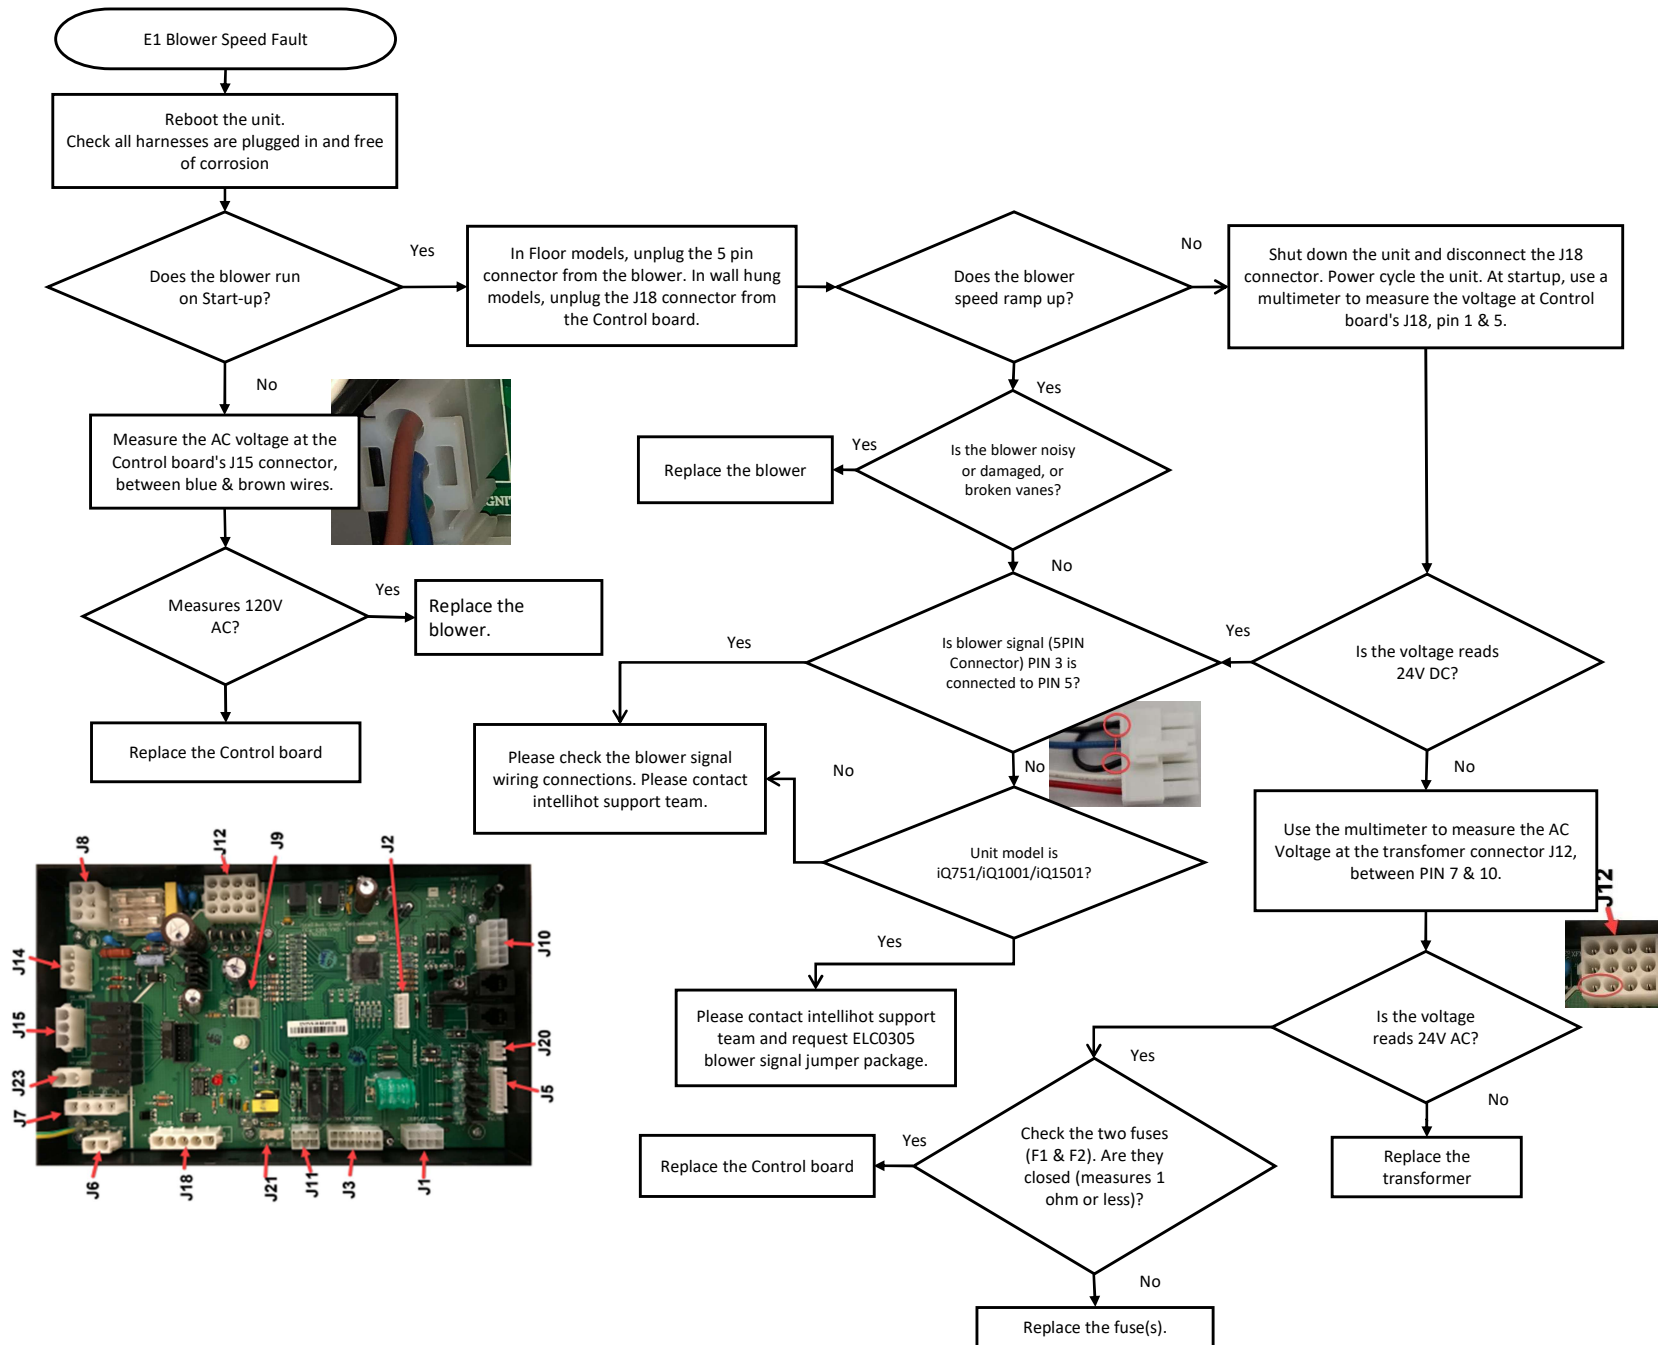 E1 Blower Speed Fault
Reboot the unit.
Check all harnesses are plugged in and free
of corrosion
Does the blower run
on Start-up?
Yes
In Floor models, unplug the 5 pin
connector from the blower. In wall hung
models, unplug the J18 connector from
the Control board.
Does the blower
speed ramp up?
No
Shut down the unit and disconnect the J18
connector. Power cycle the unit. At startup, use a
multimeter to measure the voltage at Control
board's J18, pin 1 & 5.
No
Measure the AC voltage at the
Control board's J15 connector,
between blue & brown wires.
GNIT
Yes
Is the blower noisy
or damaged, or
broken vanes?
Yes
Replace the blower
No
Measures 120V
AC?
Yes
Replace the
blower.
Replace the Control board
Is blower signal (5PIN
Connector) PIN 3 is
connected to PIN 5?
Yes
Yes
Is the voltage reads
24V DC?
Please check the blower signal
wiring connections. Please contact
intellihot support team.
No
No
No
Unit model is
iQ751/iQ1001/iQ1501?
Use the multimeter to measure the AC
Voltage at the transfomer connector J12,
between PIN 7 & 10.
J12
Yes
Please contact intellihot support
team and request ELC0305
blower signal jumper package.
Is the voltage
reads 24V AC?
Yes
No
Replace the
transformer
Check the two fuses
(F1 & F2). Are they
closed (measures 1
ohm or less)?
Yes
Replace the Control board
No
Replace the fuse(s).
J8
J12
J9
J2
J14
J10
J15
J20
J23
J5
J7
J6
J18
J21
J11
J3
J1